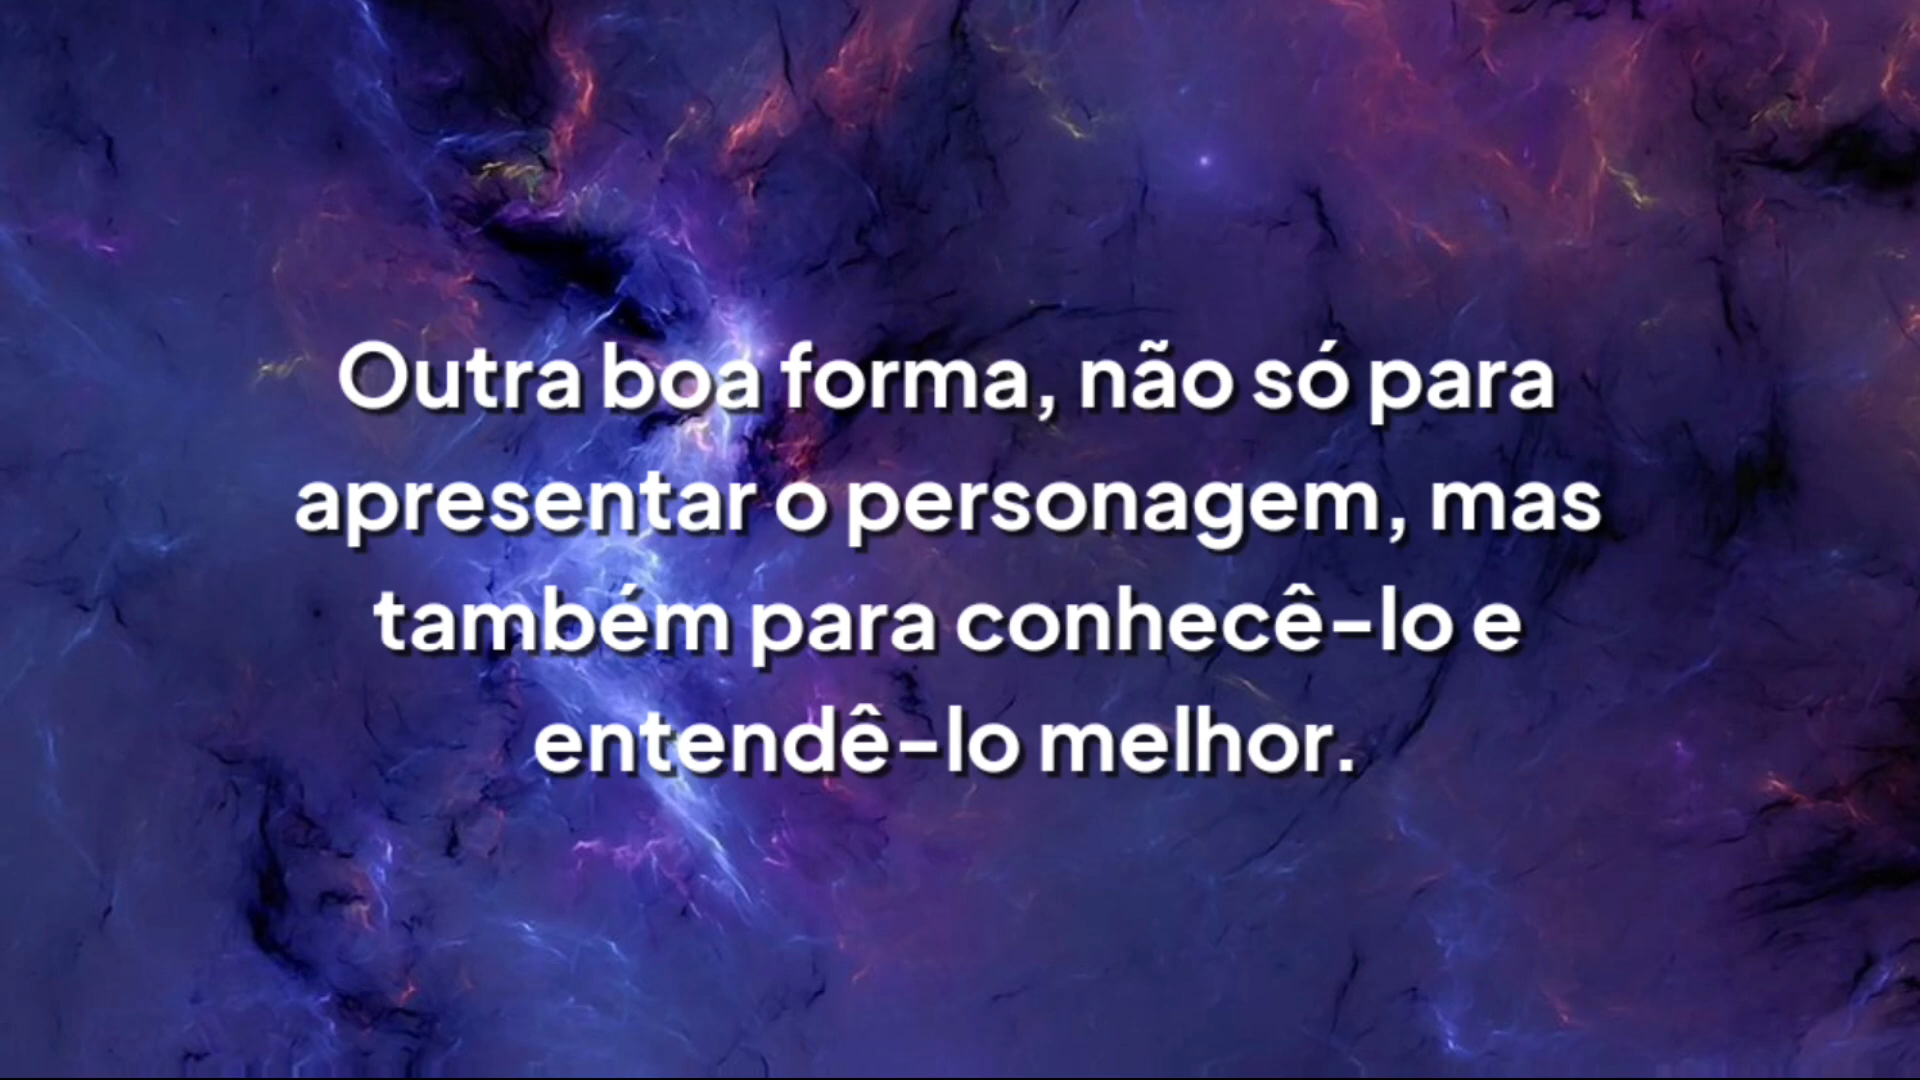 Outra boa forma, não só para
apresentar o personagem, mas
também para conhecê-lo e
entendê-lo melhor.